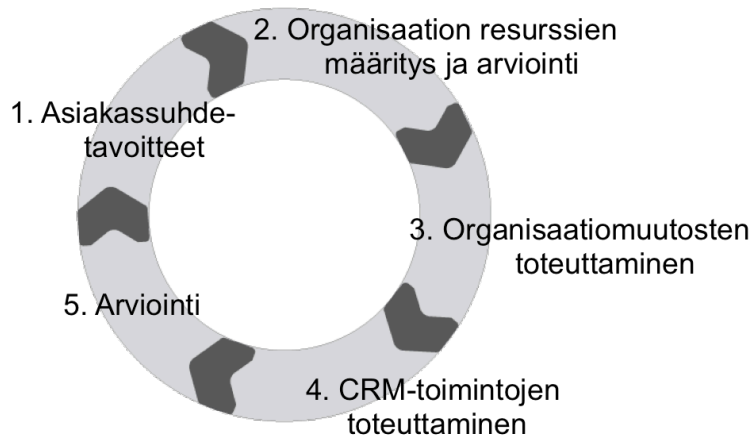 1. Asiakassuhde-
tavoitteet
2. Organisaation resurssien
määritys ja arviointi
3. Organisaatiomuutosten
toteuttaminen
4. CRM-toimintojen
toteuttaminen
5. Arviointi